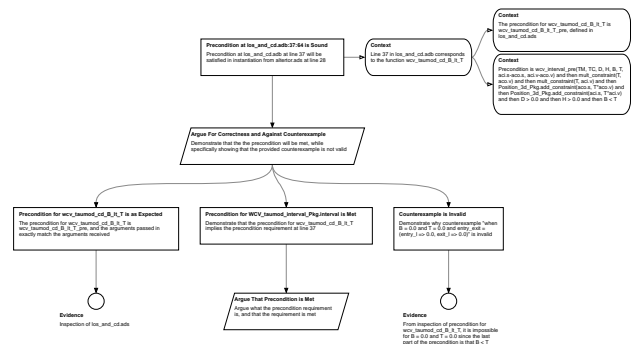 Precondition at los_and_cd.adb:37:64 is Sound
Precondition at los_and_cd.adb at line 37 will be
satisfied in instantiation from altertor.ads at line 28
Context
Line 37 in los_and_cd.adb corresponds
to the function wcv_taumod_cd_B_lt_T
Context
The precondition for wcv_taumod_cd_B_lt_T is
wcv_taumod_cd_B_lt_T_pre, defined in
los_and_cd.ads
Context
Precondition is wcv_interval_pre(TM, TC, D, H, B, T,
aci.s-aco.s, aci.v-aco.v) and then mult_constraint(T,
aco.v) and then mult_constraint(T, aci.v) and then
Position_3d_Pkg.add_constraint(aco.s, T*aco.v) and
then Position_3d_Pkg.add_constraint(aci.s, T*aci.v)
and then D > 0.0 and then H > 0.0 and then B < T
Argue For Correctness and Against Counterexample
Demonstrate that the the precondition will be met, while
specifically showing that the provided counterexample is not valid
Precondition for wcv_taumod_cd_B_lt_T is as Expected
The precondition for wcv_taumod_cd_B_lt_T is
wcv_taumod_cd_B_lt_T_pre, and the arguments passed in
exactly match the arguments received
Precondition for WCV_taumod_interval_Pkg.interval is Met
Demonstrate that the precondition for wcv_taumod_cd_B_lt_T
implies the precondition requirement at line 37
Counterexample is Invalid
Demonstrate why counterexample "when
B = 0.0 and T = 0.0 and entry_exit =
(entry_I => 0.0, exit_I => 0.0)" is invalid
Evidence
Inspection of los_and_cd.ads
Argue That Precondition is Met
Argue what the precondition requirement
is, and that the requirement is met
Evidence
From inspection of precondition for
wcv_taumod_cd_B_lt_T, it is impossible
for B = 0.0 and T = 0.0 since the last
part of the precondition is that B < T